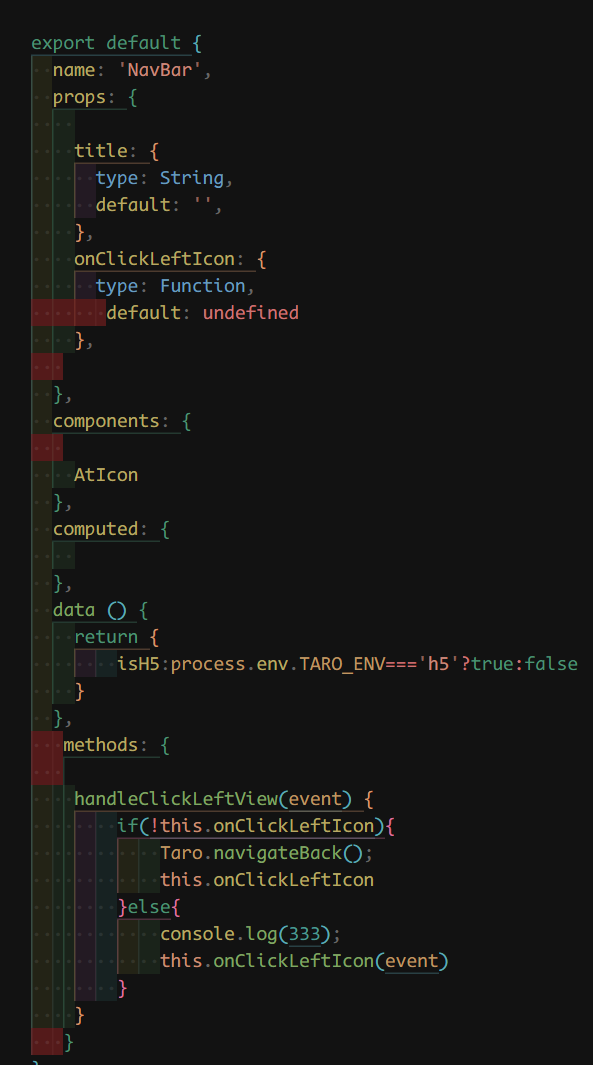 export default {
  name: 'NavBar',
  props: {

    title: {
      type: String,
      default: '',
    },
    onClickLeftIcon: {
      type: Function,
       default: undefined
    },

  },
  components: {

    AtIcon
  },
  computed: {

  },
  data () {
    return {
        isH5:process.env.TARO_ENV==='h5'?true:false
    }
  },
   methods: {

    handleClickLeftView(event) {
        if(!this.onClickLeftIcon){
            Taro.navigateBack();
            this.onClickLeftIcon
        }else{
            console.log(333);
            this.onClickLeftIcon(event)
        }
    }
   }